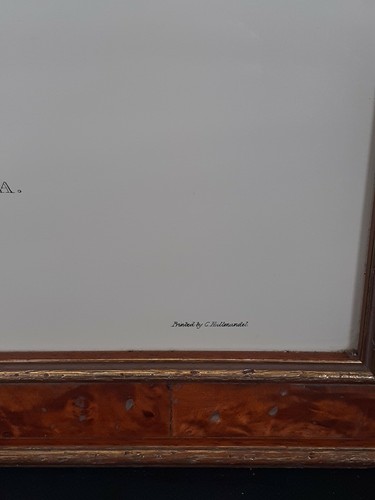 A.
Printed by C. Hullmandel.